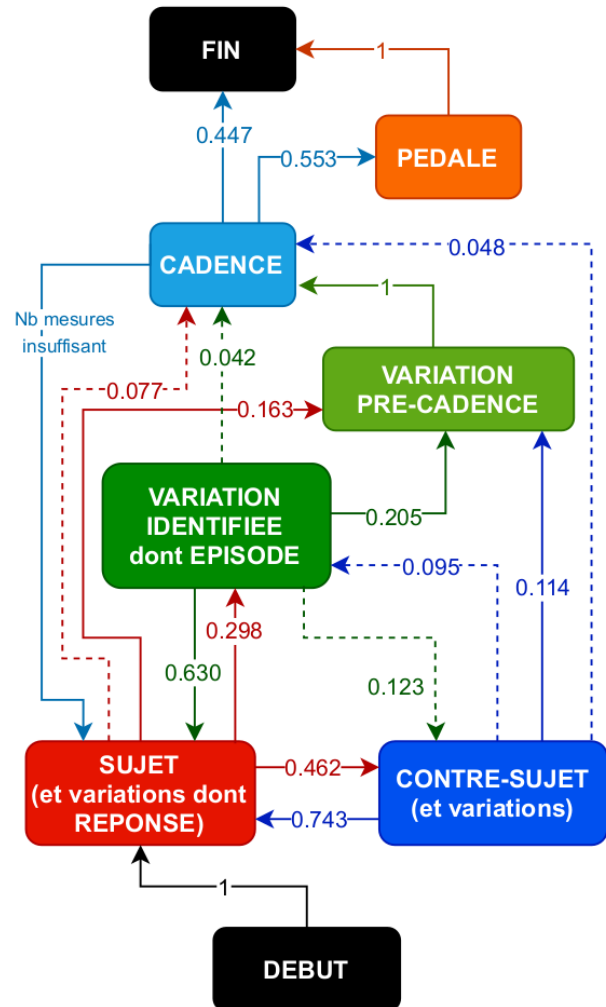 FIN
1
0.447
0.553
PEDALE
CADENCE
0.048
Nb mesures
insuffisant
1
0.042
0.077
0.163
VARIATION
PRE-CADENCE
VARIATION
IDENTIFIEE
dont EPISODE
0.205
0.095
0.114
0.298
0.630
0.123
SUJET
(et variations dont
REPONSE)
0.462
0.743
CONTRE-SUJET
(et variations)
1
DEBUT